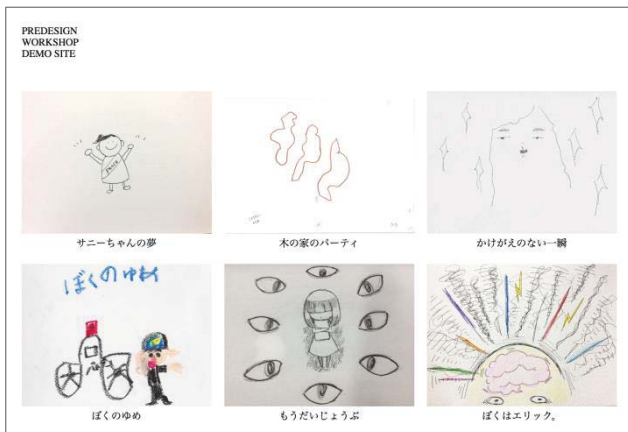 PREDESIGN
WORKSHOP
DEMO SITE
サニーちゃんの夢
木の家のパーティ
かけがえのない一瞬
ぼくのゆめ
ぼくのゆめ
もうだいじょうぶ
ぼくはエリック。